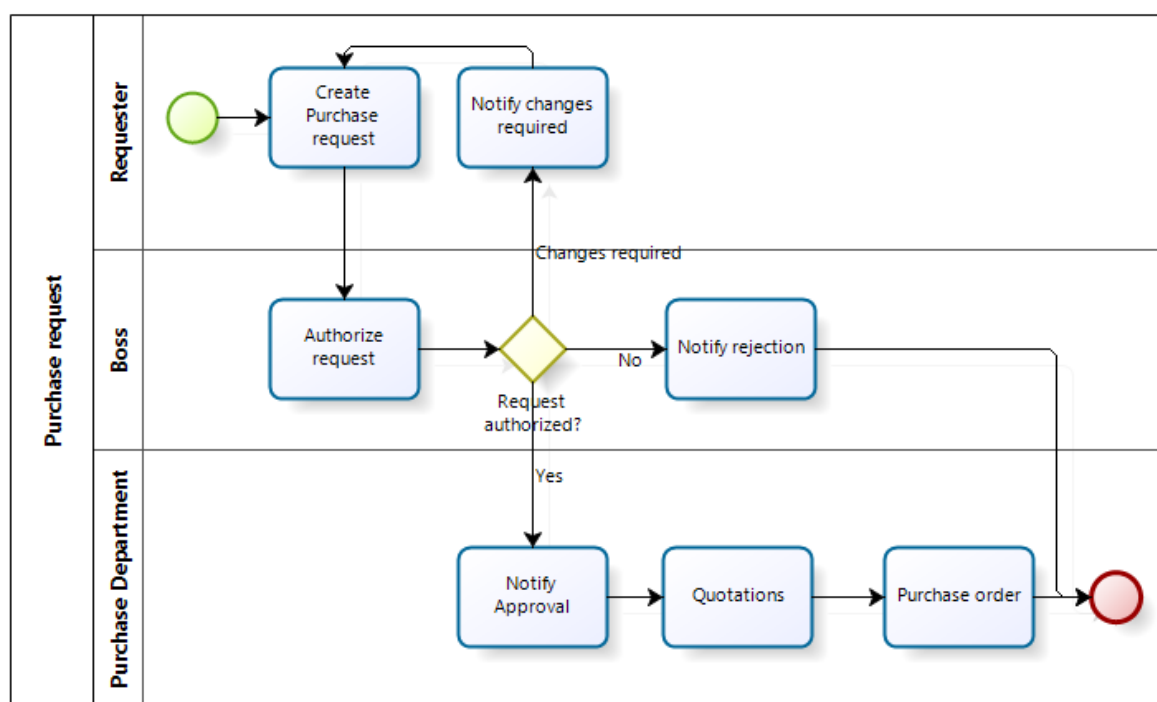 Purchase request
Requester
Create
Purchase
request
Notify changes
required
Changes required
Boss
Authorize
request
Request
authorized?
No
Notify rejection
Yes
Purchase Department
Notify
Approval
Quotations
Purchase order